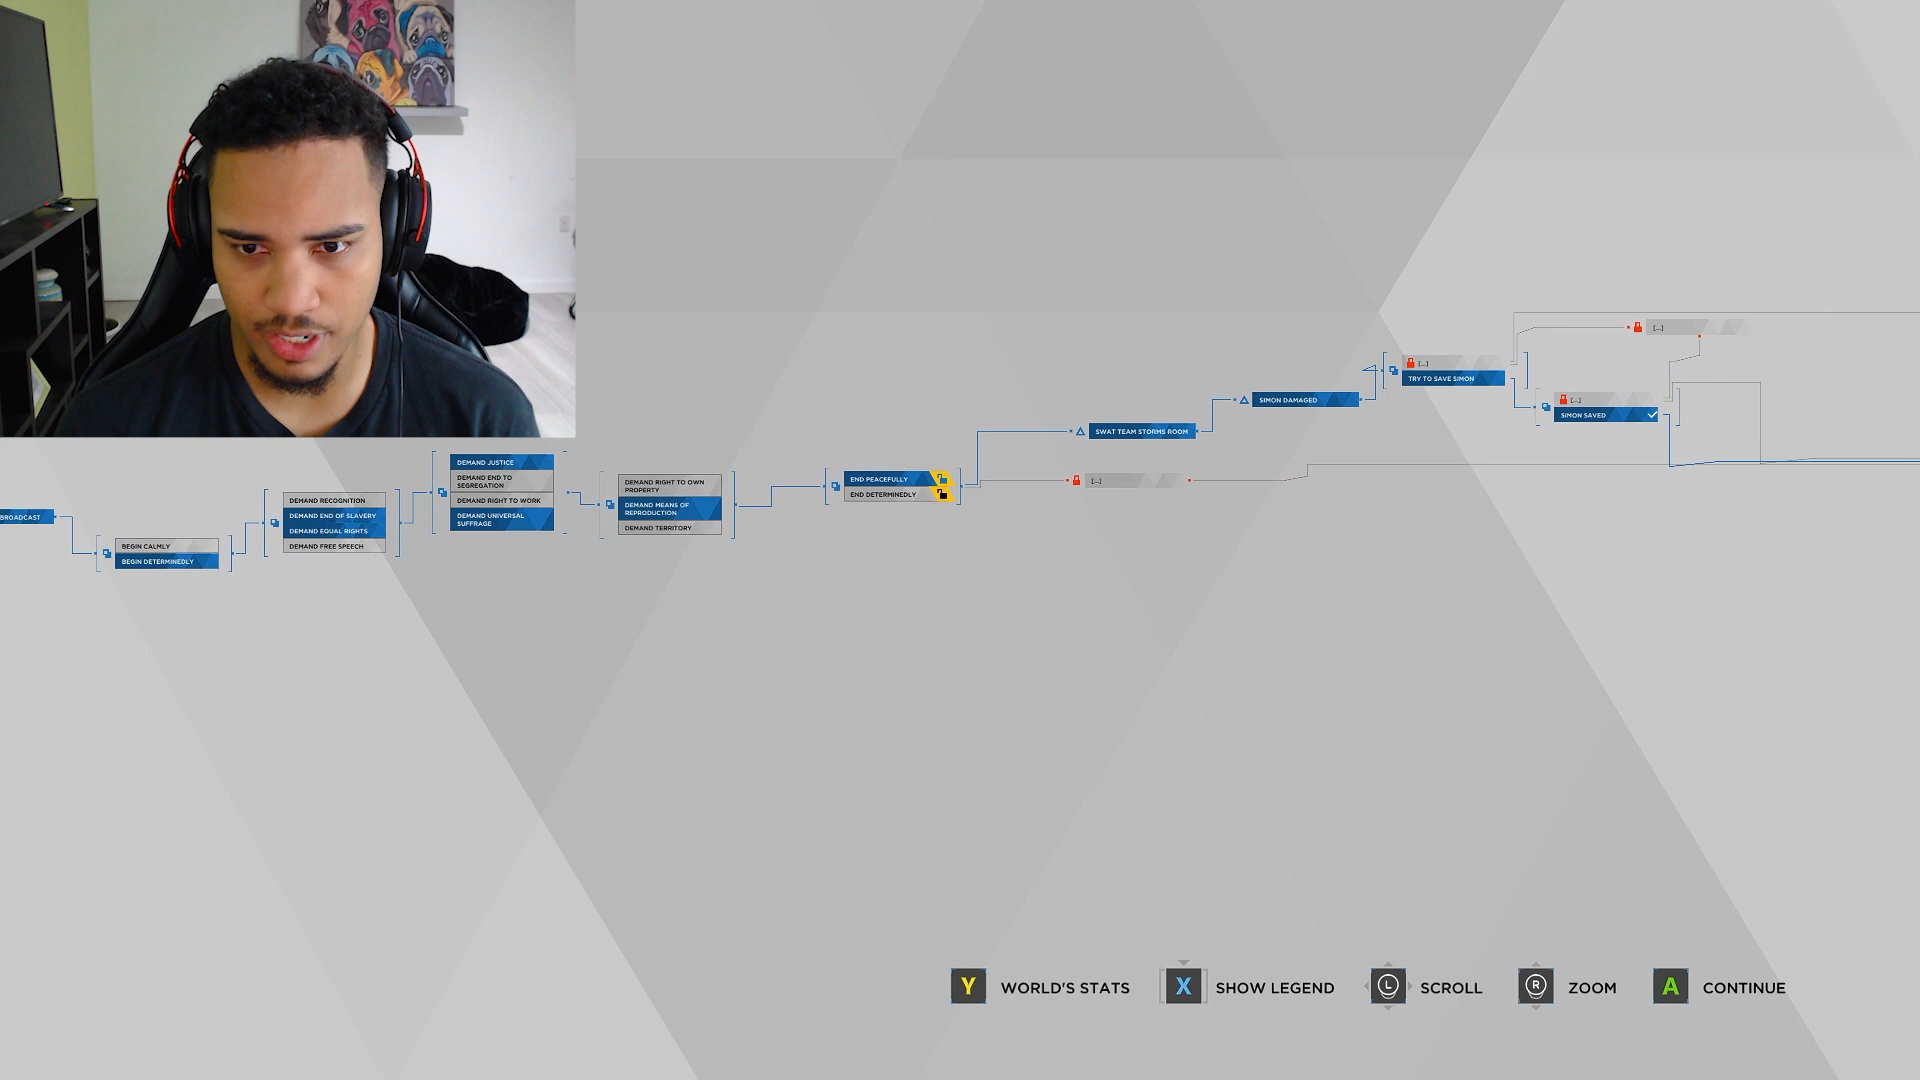 BROADCAST
BEGIN CALMLY
BEGIN DETERMINEDLY
DEMAND RECOGNITION
DEMAND END OF SLAVERY
DEMAND EQUAL RIGHTS
DEMAND FREE SPEECH
DEMAND JUSTICE
DEMAND END TO
SEGREGATION
DEMAND RIGHT TO WORK
DEMAND UNIVERSAL
SUFFRAGE
DEMAND RIGHT TO OWN
PROPERTY
DEMAND MEANS OF
REPRODUCTION
DEMAND TERRITORY
END PEACEFULLY
END DETERMINEDLY
SWAT TEAM STORMS ROOM
[...]
SIMON DAMAGED
[...]
TRY TO SAVE SIMON
[...]
SIMON SAVED
[...]
Y WORLD'S STATS
X SHOW LEGEND
L SCROLL
R ZOOM
A CONTINUE